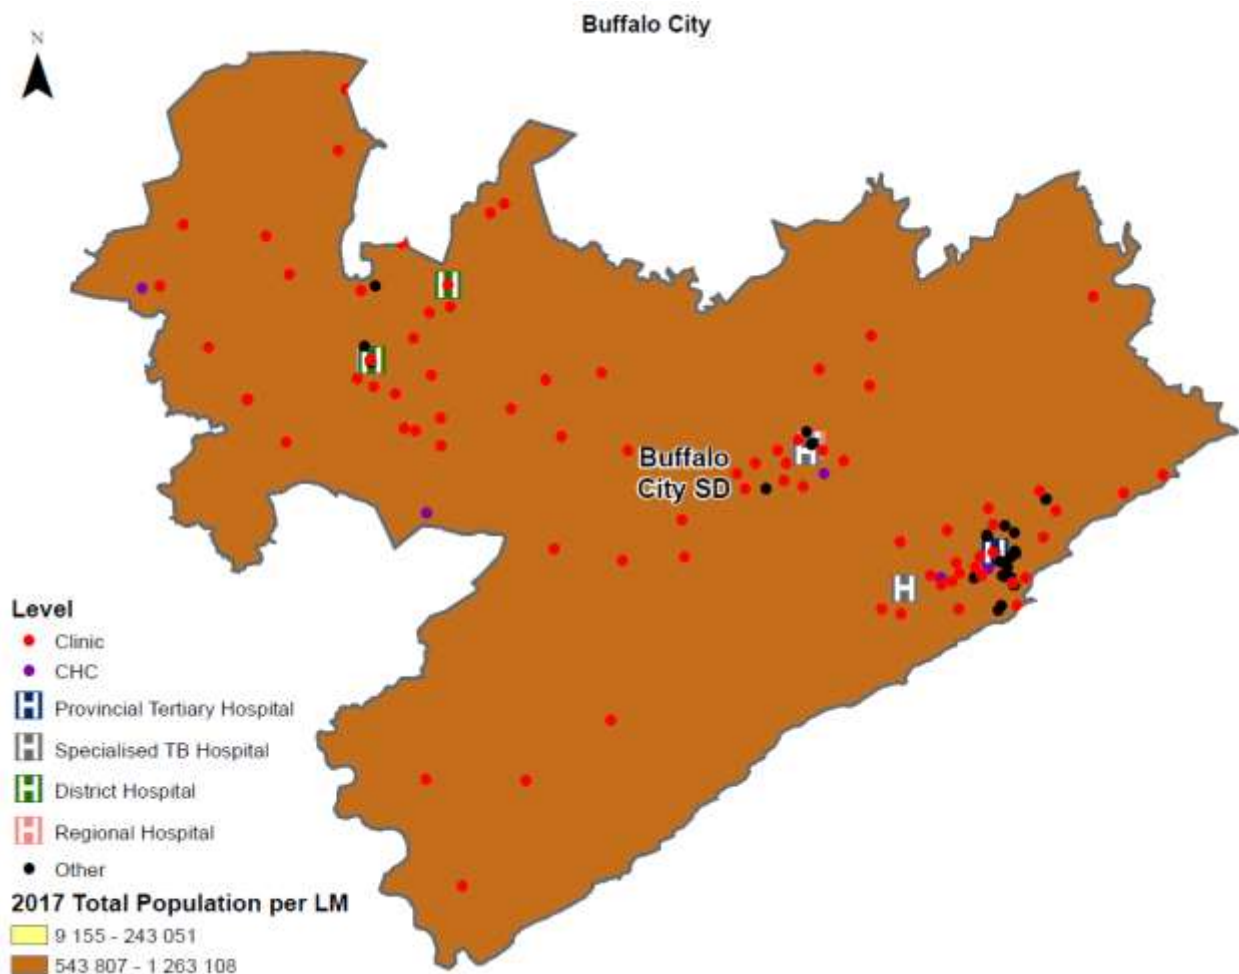 Buffalo City
N
Buffalo
City SD
Level
Clinic
CHC
H Provincial Tertiary Hospital
H Specialised TB Hospital
H District Hospital
H Regional Hospital
Other
2017 Total Population per LM
9 155 - 243 051
543 807 - 1 263 108